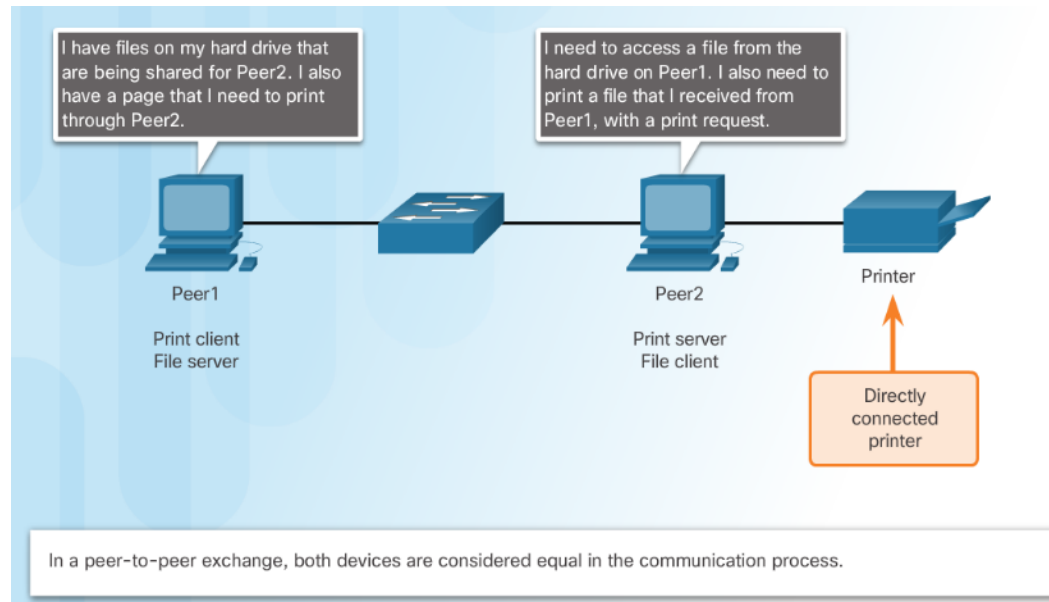 I have files on my hard drive that
are being shared for Peer2. I also
have a page that I need to print
through Peer2.
I need to access a file from the
hard drive on Peer1. I also need to
print a file that I received from
Peer1, with a print request.
Peer1
Print client
File server
Peer2
Print server
File client
Printer
Directly
connected
printer
In a peer-to-peer exchange, both devices are considered equal in the communication process.